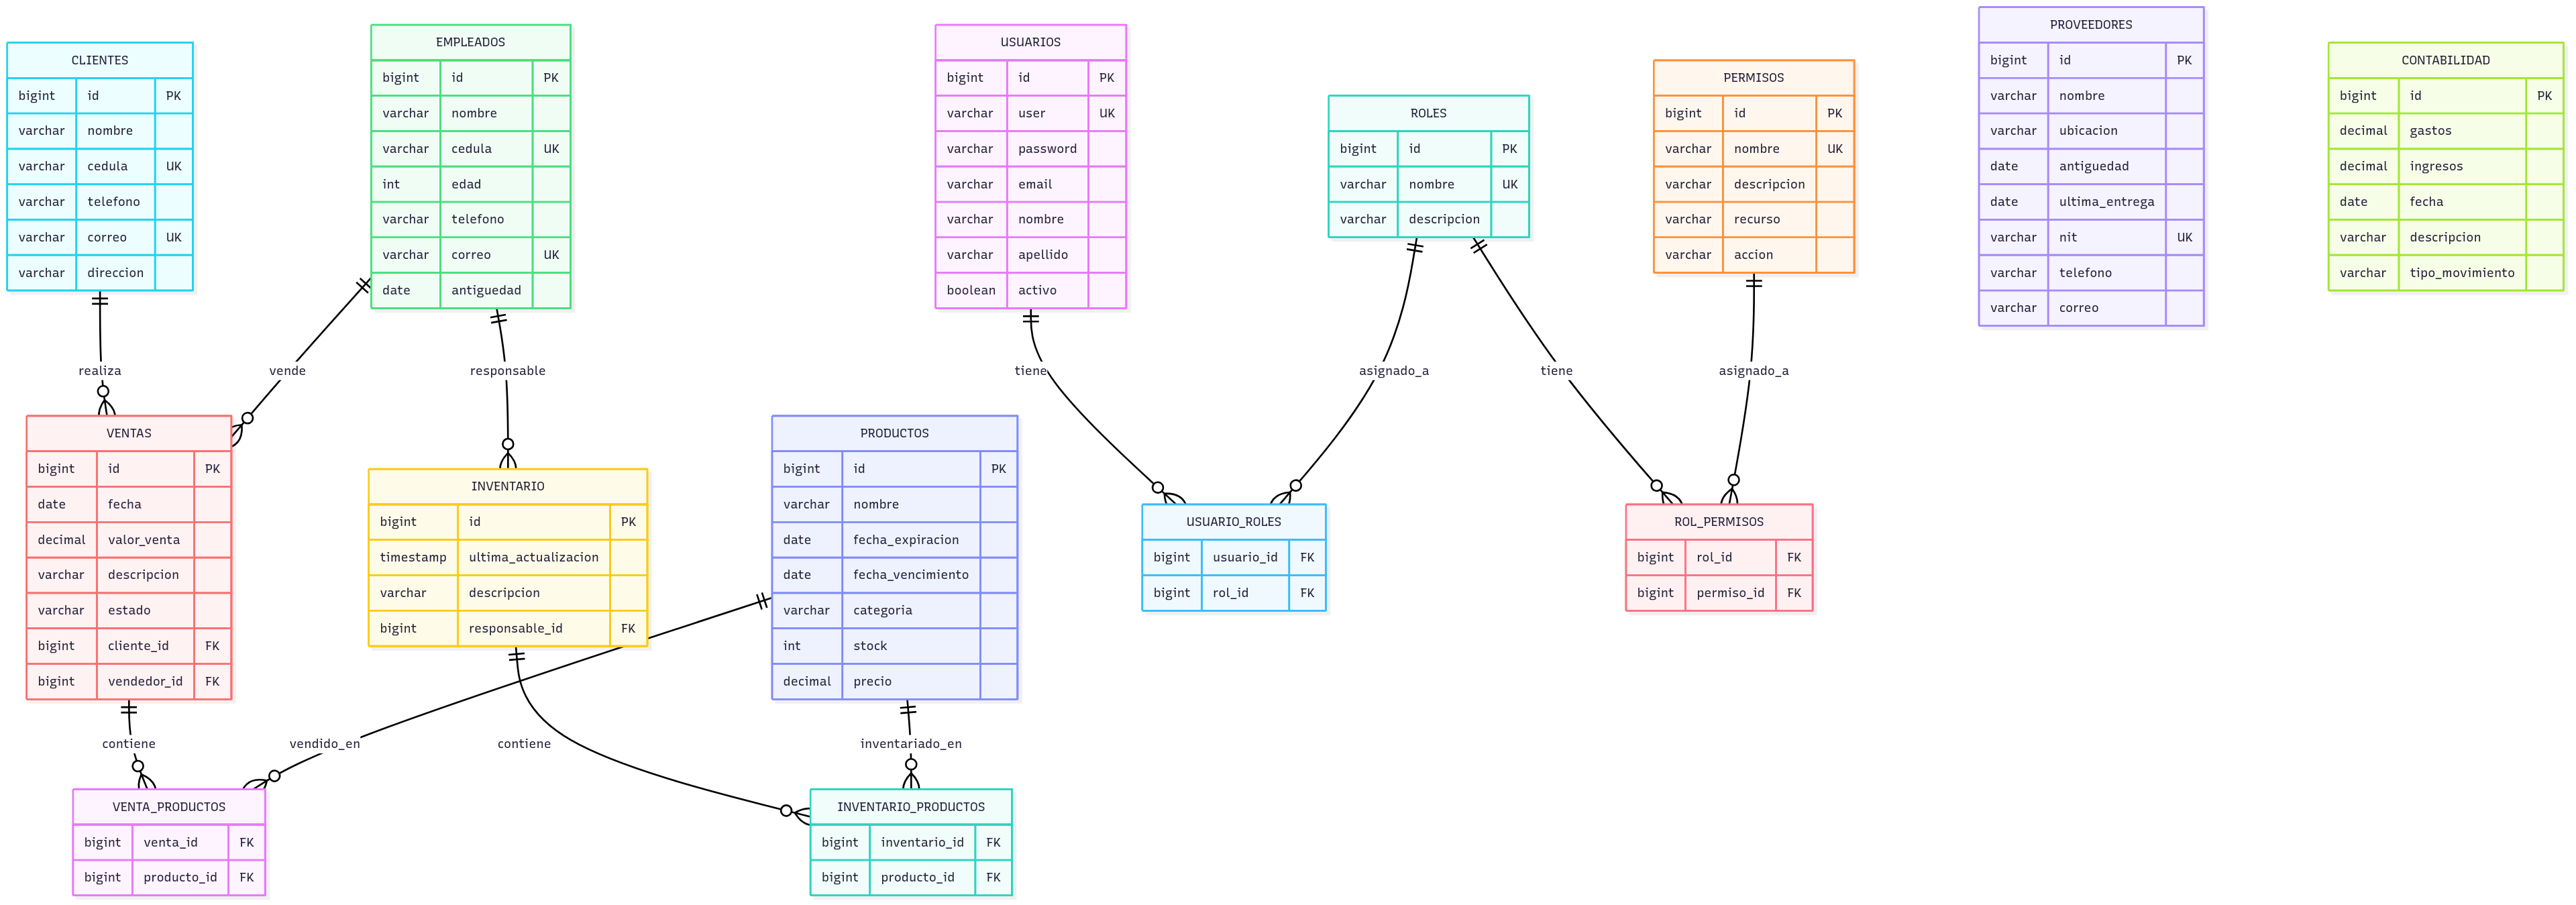 CLIENTES
bigint id PK
varchar nombre
varchar cedula UK
varchar telefono
varchar correo UK
varchar direccion
EMPLEADOS
bigint id PK
varchar nombre
varchar cedula UK
int edad
varchar telefono
varchar correo UK
date antiguedad
USUARIOS
bigint id PK
varchar user UK
varchar password
varchar email
varchar nombre
varchar apellido
boolean activo
ROLES
bigint id PK
varchar nombre UK
varchar descripcion
PERMISOS
bigint id PK
varchar nombre UK
varchar descripcion
varchar recurso
varchar accion
PROVEEDORES
bigint id PK
varchar nombre
varchar ubicacion
date antiguedad
date ultima_entrega
varchar nit UK
varchar telefono
varchar correo
CONTABILIDAD
bigint id PK
decimal gastos
decimal ingresos
date fecha
varchar descripcion
varchar tipo_movimiento
realiza
vende
responsable
tiene
asignado_a
tiene
asignado_a
VENTAS
bigint id PK
date fecha
decimal valor_venta
varchar descripcion
varchar estado
bigint cliente_id FK
bigint vendedor_id FK
INVENTARIO
bigint id PK
timestamp ultima_actualizacion
varchar descripcion
bigint responsable_id FK
PRODUCTOS
bigint id PK
varchar nombre
date fecha_expiracion
date fecha_vencimiento
varchar categoria
int stock
decimal precio
USUARIO_ROLES
bigint usuario_id FK
bigint rol_id FK
ROL_PERMISOS
bigint rol_id FK
bigint permiso_id FK
contiene
vendido_en
contiene
inventariado_en
VENTA_PRODUCTOS
bigint venta_id FK
bigint producto_id FK
INVENTARIO_PRODUCTOS
bigint inventario_id FK
bigint producto_id FK